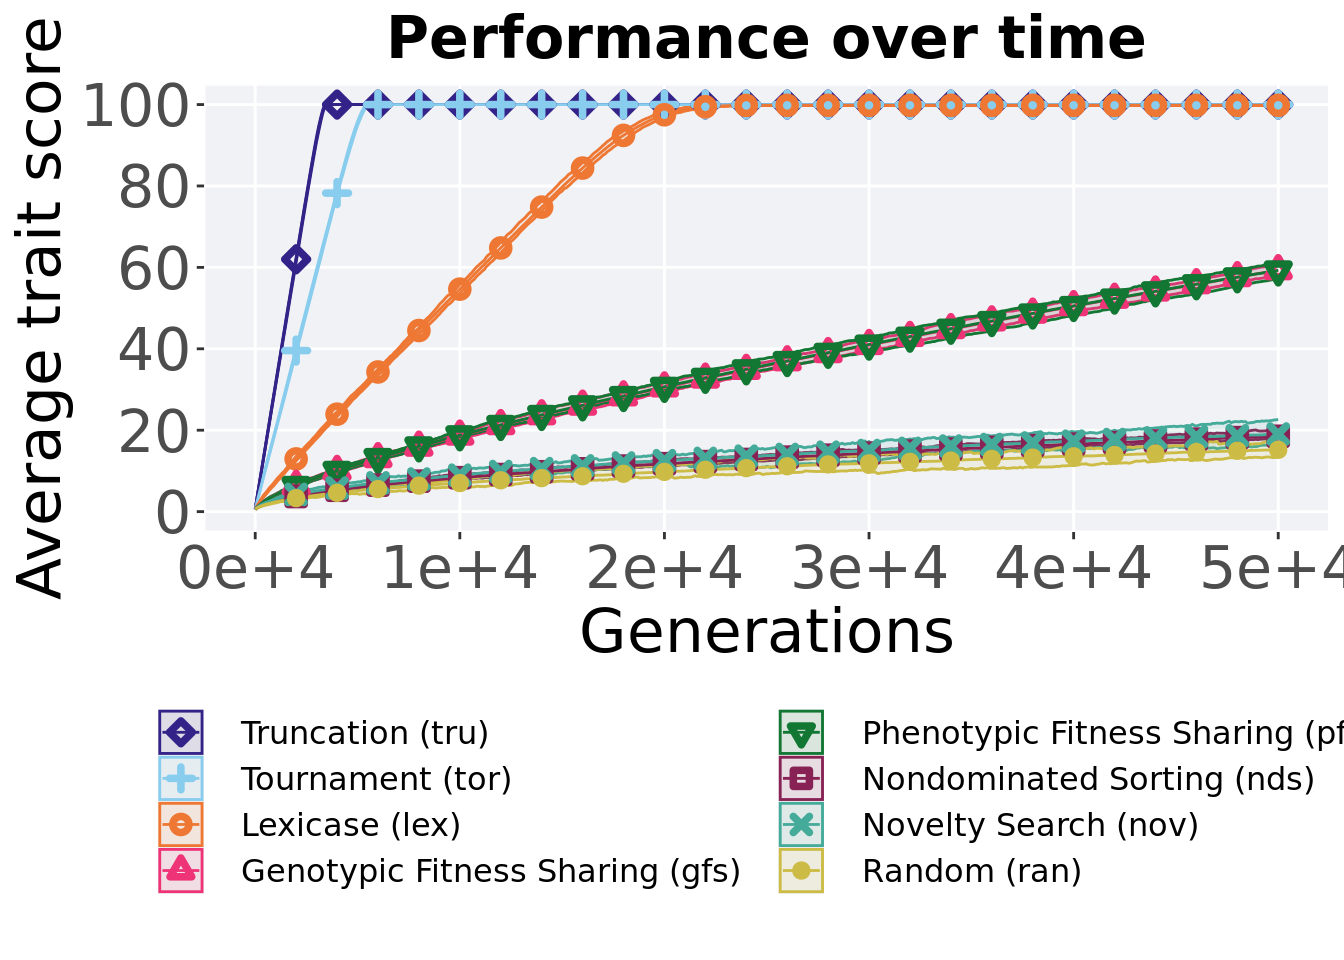 Performance over time
Average trait score
100
80
60
40
20
0
0e+4 1e+4 2e+4 3e+4 4e+4 5e+4
Generations
Truncation (tru)
Tournament (tor)
Lexicase (lex)
Genotypic Fitness Sharing (gfs)
Phenotypic Fitness Sharing (pf
Nondominated Sorting (nds)
Novelty Search (nov)
Random (ran)